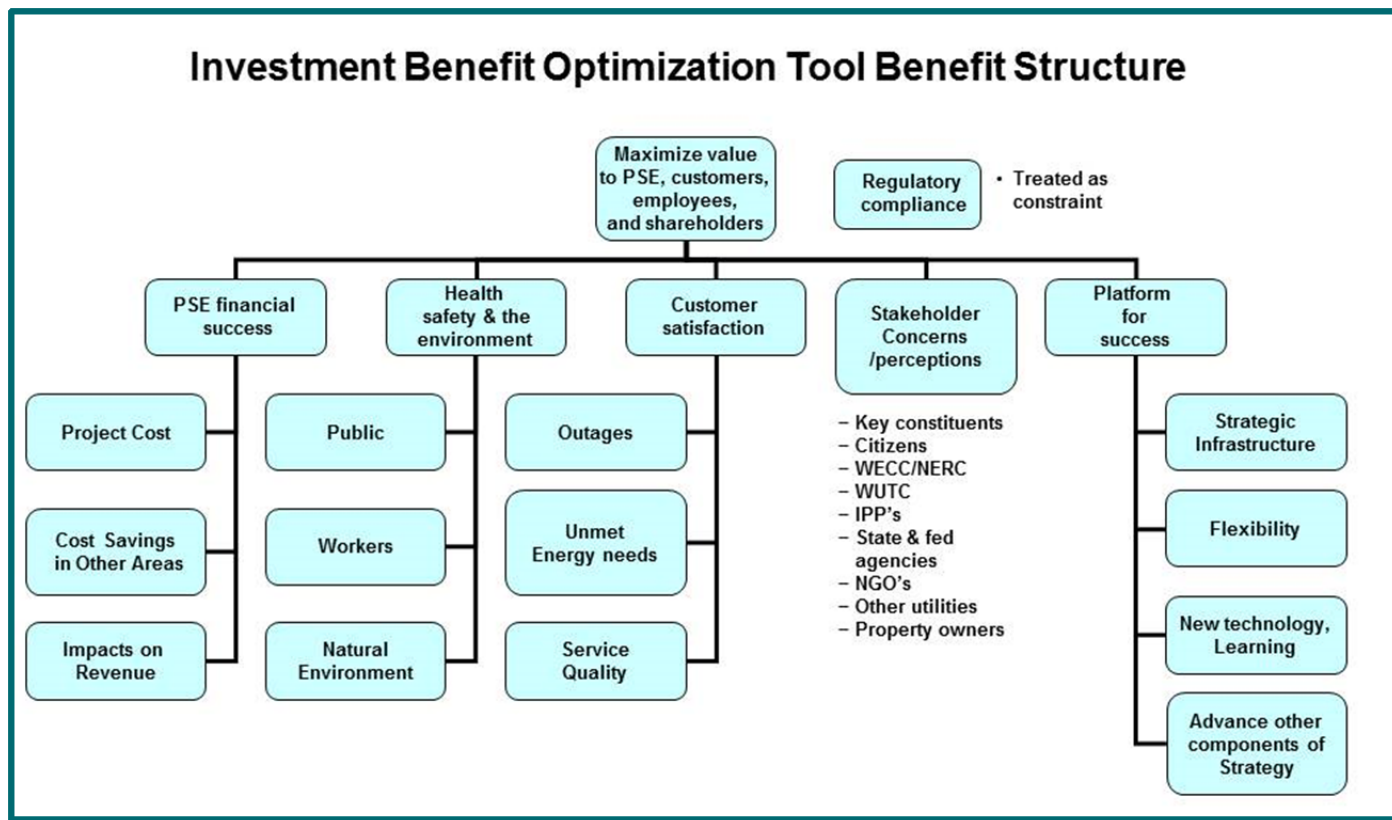 Investment Benefit Optimization Tool Benefit Structure
Maximize value
to PSE, customers,
employees,
and shareholders
Regulatory
compliance
• Treated as
constraint
PSE financial
success
Health
safety & the
environment
Customer
satisfaction
Stakeholder
Concerns
/perceptions
Platform
for
success
Project Cost
Cost Savings
in Other Areas
Impacts on
Revenue
Public
Workers
Natural
Environment
Outages
Unmet
Energy needs
Service
Quality
– Key constituents
– Citizens
– WECC/NERC
– WUTC
– IPP's
– State & fed
agencies
– NGO's
– Other utilities
– Property owners
Strategic
Infrastructure
Flexibility
New technology,
Learning
Advance other
components of
Strategy